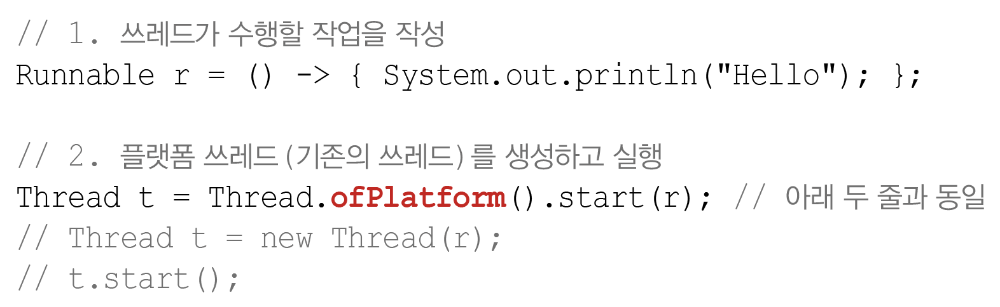 // 1. 쓰레드가 수행할 작업을 작성
Runnable r = () -> { System.out.println("Hello"); };
// 2. 플랫폼 쓰레드(기존의 쓰레드)를 생성하고 실행
Thread t = Thread.ofPlatform().start(r); // 아래 두 줄과 동일
// Thread t = new Thread(r);
// t.start();